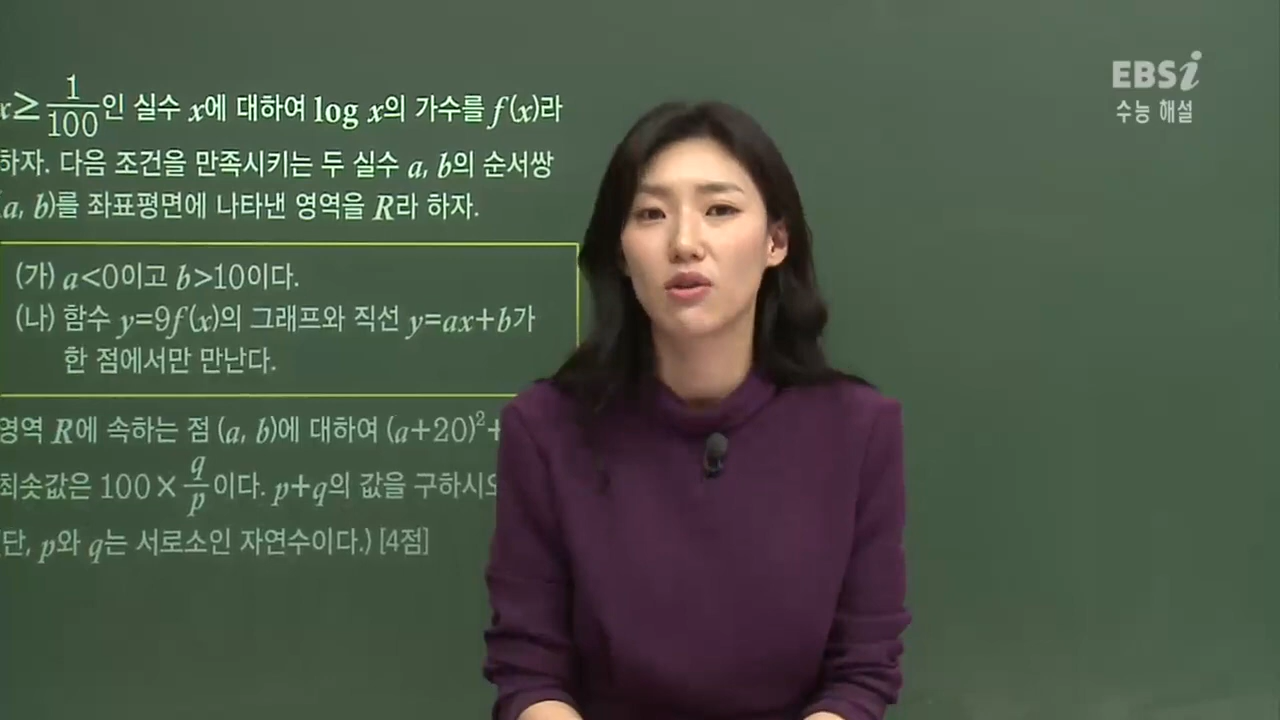 x≥1/100인 실수 x에 대하여 log x의 가수를 f(x)라
하자. 다음 조건을 만족시키는 두 실수 a, b의 순서쌍
(a, b)를 좌표평면에 나타낸 영역을 R라 하자.
(가) a<0이고 b>10이다.
(나) 함수 y=9f(x)의 그래프와 직선 y=ax+b가
한 점에서만 만난다.
영역 R에 속하는 점 (a, b)에 대하여 (a+20)²+
최솟값은 100×q/p이다. p+q의 값을 구하시오
(단, p와 q는 서로소인 자연수이다.) [4점]
EBSi
수능 해설